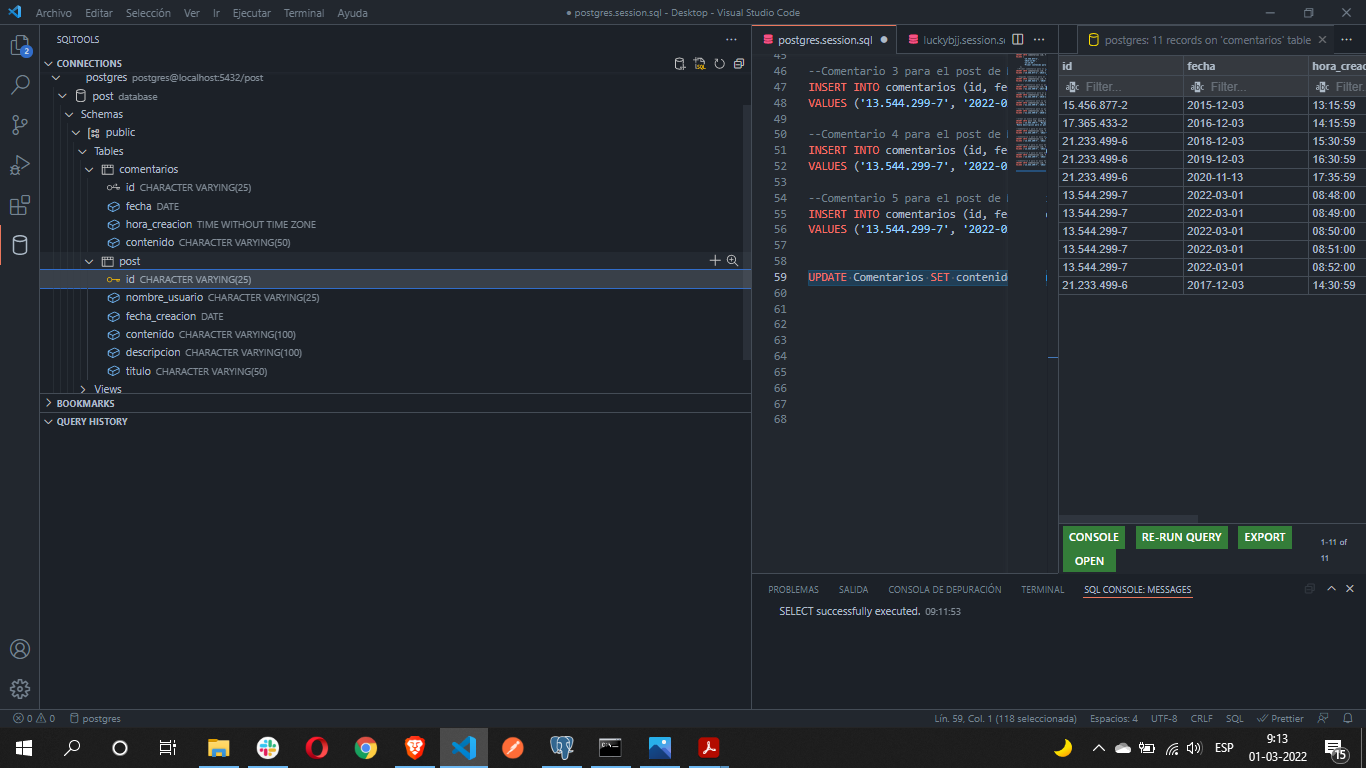 Archivo Editar Selección Ver Ir Ejecutar Terminal Ayuda
● postgres.session.sql - Desktop - Visual Studio Code
2
SQLTOOLS
CONNECTIONS
postgres postgres@localhost:5432/post
post database
Schemas
public
Tables
comentarios
id CHARACTER VARYING(25)
fecha DATE
hora_creacion TIME WITHOUT TIME ZONE
contenido CHARACTER VARYING(50)
post
id CHARACTER VARYING(25)
nombre_usuario CHARACTER VARYING(25)
fecha_creacion DATE
contenido CHARACTER VARYING(100)
descripcion CHARACTER VARYING(100)
titulo CHARACTER VARYING(50)
Views
BOOKMARKS
QUERY HISTORY
postgres.session.sql ●
luckybjj.session.s
45
46 --Comentario 3 para el post de
47 INSERT INTO comentarios (id, fe
48 VALUES ('13.544.299-7', '2022-0
49
50 --Comentario 4 para el post de
51 INSERT INTO comentarios (id, fe
52 VALUES ('13.544.299-7', '2022-0
53
54 --Comentario 5 para el post de
55 INSERT INTO comentarios (id, fe
56 VALUES ('13.544.299-7', '2022-0
57
58
59 UPDATE Comentarios SET contenid
60
61
62
63
64
65
66
67
68
postgres: 11 records on 'comentarios' table
id fecha hora_creac
Filter... Filter... Filter.
15.456.877-2 2015-12-03 13:15:59
17.365.433-2 2016-12-03 14:15:59
21.233.499-6 2018-12-03 15:30:59
21.233.499-6 2019-12-03 16:30:59
21.233.499-6 2020-11-13 17:35:59
13.544.299-7 2022-03-01 08:48:00
13.544.299-7 2022-03-01 08:49:00
13.544.299-7 2022-03-01 08:50:00
13.544.299-7 2022-03-01 08:51:00
13.544.299-7 2022-03-01 08:52:00
21.233.499-6 2017-12-03 14:30:59
CONSOLE RE-RUN QUERY EXPORT
OPEN
1-11 of
11
PROBLEMAS SALIDA CONSOLA DE DEPURACIÓN TERMINAL SQL CONSOLE: MESSAGES
SELECT successfully executed. 09:11:53
0 0 postgres
Lín. 59, Col. 1 (118 seleccionada) Espacios: 4 UTF-8 CRLF SQL Prettier
ESP
9:13
01-03-2022
15